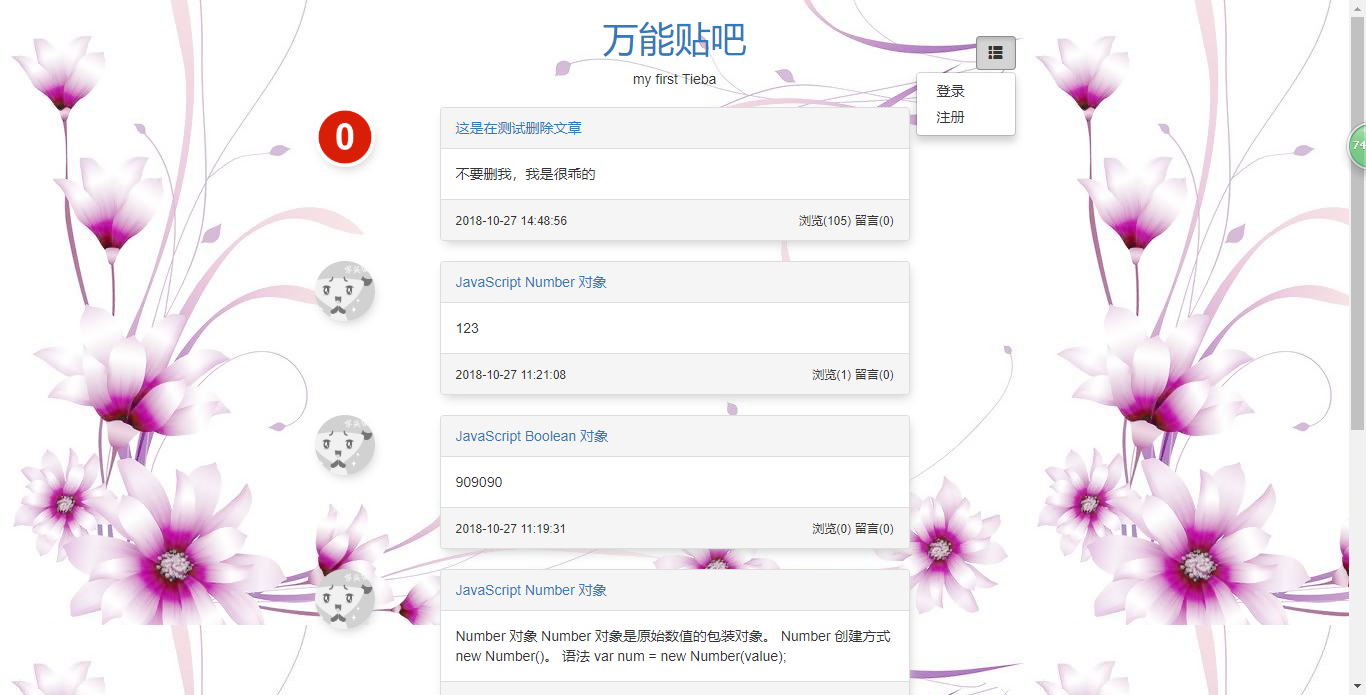 万能贴吧
my first Tieba
登录
注册
0
这是在测试删除文章
不要删我，我是很乖的
2018-10-27 14:48:56 浏览(105) 留言(0)
74
JavaScript Number 对象
123
2018-10-27 11:21:08 浏览(1) 留言(0)
JavaScript Boolean 对象
909090
2018-10-27 11:19:31 浏览(0) 留言(0)
JavaScript Number 对象
Number 对象 Number 对象是原始数值的包装对象。 Number 创建方式
new Number()。 语法 var num = new Number(value);